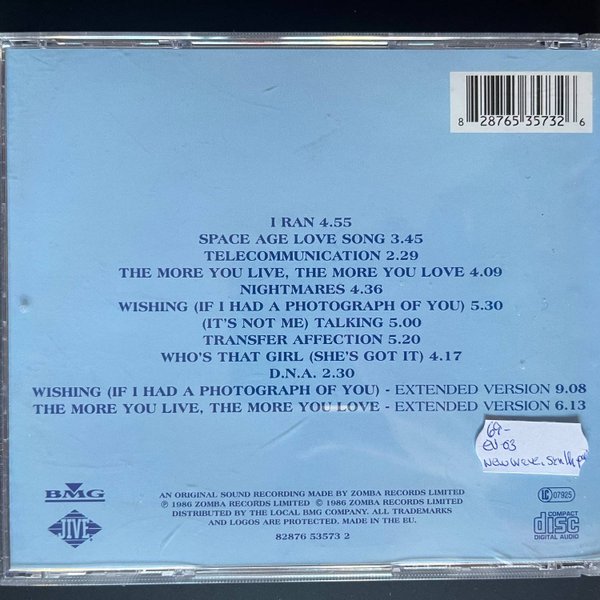 8 28765 35732 6
I RAN 4.55
SPACE AGE LOVE SONG 3.45
TELECOMMUNICATION 2.29
THE MORE YOU LIVE, THE MORE YOU LOVE 4.09
NIGHTMARES 4.36
WISHING (IF I HAD A PHOTOGRAPH OF YOU) 5.30
(IT'S NOT ME) TALKING 5.00
TRANSFER AFFECTION 5.20
WHO'S THAT GIRL (SHE'S GOT IT) 4.17
D.N.A. 2.30
WISHING (IF I HAD A PHOTOGRAPH OF YOU) - EXTENDED VERSION 9.08
THE MORE YOU LIVE, THE MORE YOU LOVE - EXTENDED VERSION 6.13
69-
EU-03
NEW WAVE,
BMG
JIVE
AN ORIGINAL SOUND RECORDING MADE BY ZOMBA RECORDS LIMITED
℗ 1986 ZOMBA RECORDS LIMITED © 1986 ZOMBA RECORDS LIMITED
DISTRIBUTED BY THE LOCAL BMG COMPANY. ALL TRADEMARKS
AND LOGOS ARE PROTECTED. MADE IN THE EU.
82876 53573 2
LC 07925
COMPACT
disc
DIGITAL AUDIO